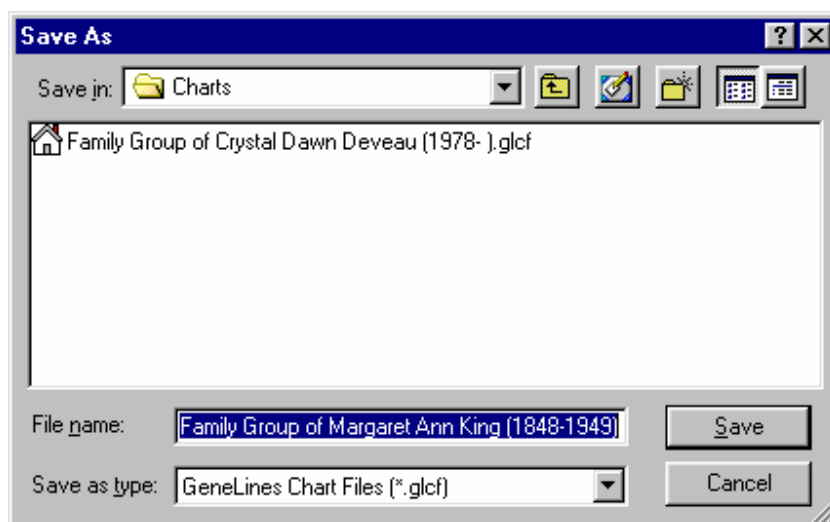 Save As
Save in: Charts
Family Group of Crystal Dawn Deveau (1978- ).glcf
File name: Family Group of Margaret Ann King (1848-1949) Save
Save as type: GeneLines Chart Files (*.glcf) Cancel